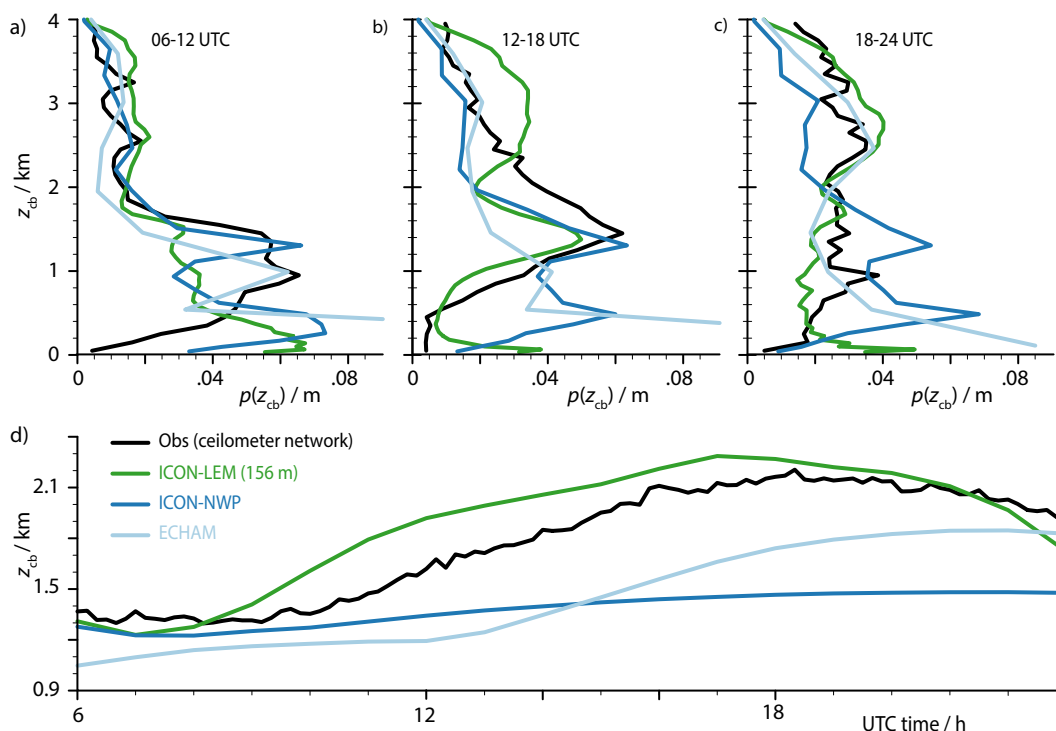 a)
06-12 UTC
4
3
2
1
0
z_cb / km
0
.04
.08
p(z_cb) / m
b)
12-18 UTC
0
.04
.08
p(z_cb) / m
c)
18-24 UTC
0
.04
.08
p(z_cb) / m
d)
Obs (ceilometer network)
ICON-LEM (156 m)
ICON-NWP
ECHAM
2.1
1.5
0.9
z_cb / km
6
12
18
UTC time / h